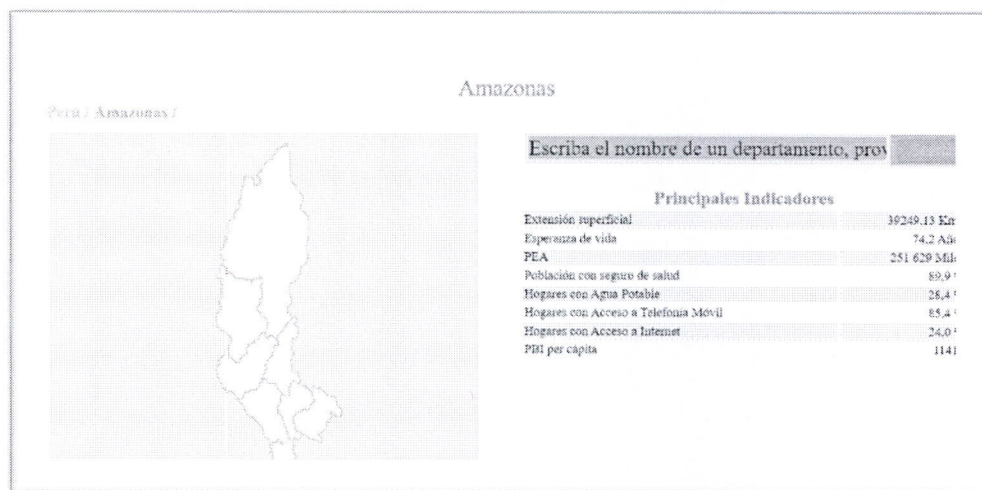 Amazonas
Perú / Amazonas /
Escriba el nombre de un departamento, prov
Principales Indicadores
Extensión superficial 39249.13 Km
Esperanza de vida 74,2 Año
PEA 251 629 Mil
Población con seguro de salud 89,9
Hogares con Agua Potable 28,4
Hogares con Acceso a Telefonía Móvil 85,4
Hogares con Acceso a Internet 24,0
PBI per cápita 1141